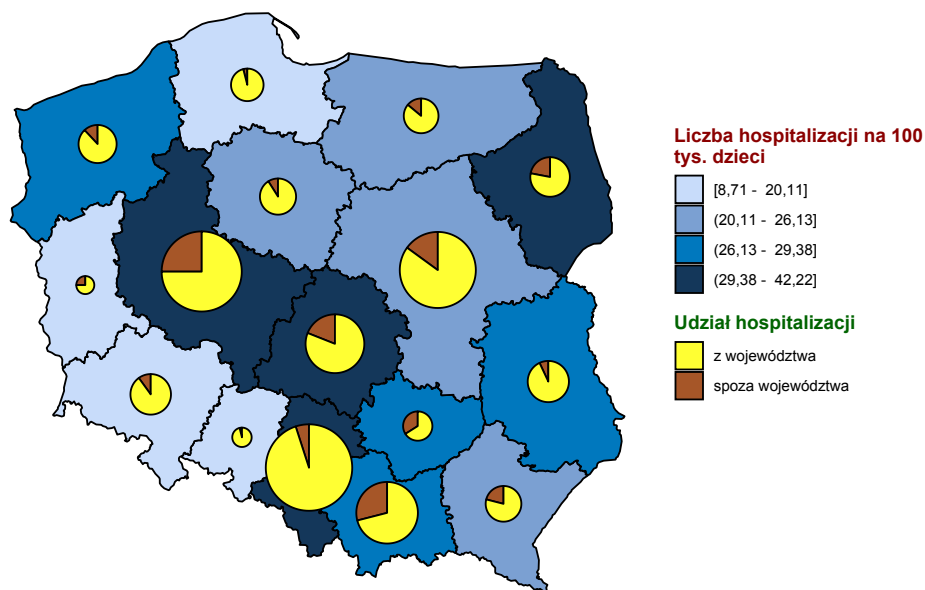 Liczba hospitalizacji na 100
tys. dzieci
[8,71 - 20,11]
(20,11 - 26,13]
(26,13 - 29,38]
(29,38 - 42,22]
Udział hospitalizacji
z województwa
spoza województwa